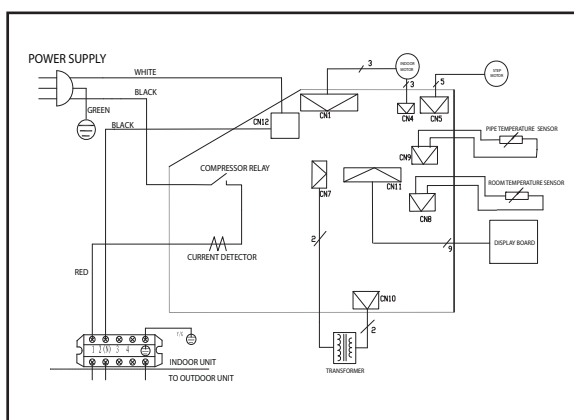 POWER SUPPLY
WHITE
BLACK
GREEN
BLACK
CN12
CN1
3
INDOOR
MOTOR
3
CN4
5
CN5
STEP
MOTOR
PIPE TEMPERATURE SENSOR
CN9
COMPRESSOR RELAY
CN7
CN11
ROOM TEMPERATURE SENSOR
CN8
2
9
DISPLAY BOARD
CURRENT DETECTOR
RED
CN10
2
TRANSFORMER
Y/G
1 2(N) 3 4
INDOOR UNIT
TO OUTDOOR UNIT